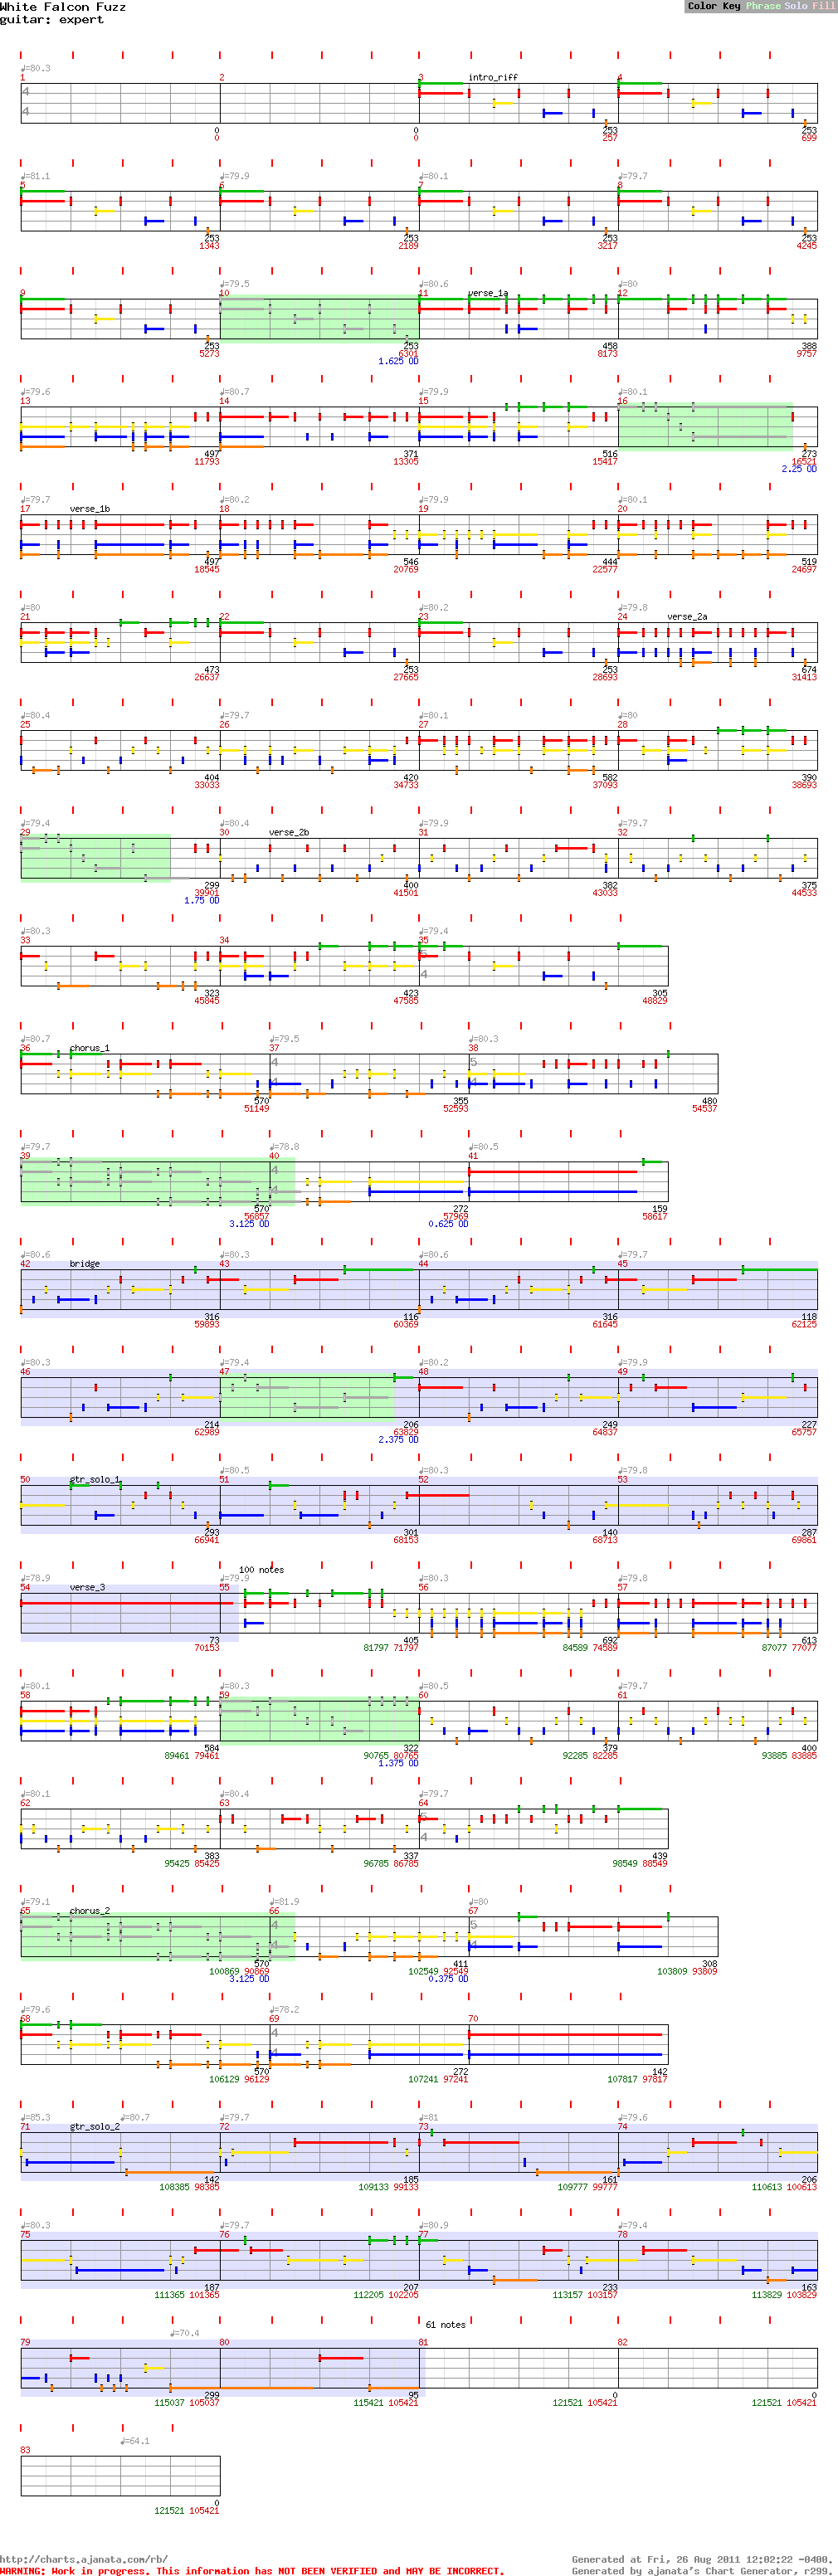 White Falcon Fuzz
guitar: expert
Color Key Phrase Solo Fill
♩=80.3
1 2 3 intro_riff 4
4
4
0 0 253 253
0 0 257 699
♩=81.1 ♩=79.9 ♩=80.1 ♩=79.7
5 6 7 8
253 253 253 253
1343 2189 3217 4245
♩=79.5 ♩=80.6 ♩=80
9 10 11 verse_1a 12
253 253 458 388
5273 6301 8173 9757
1.625 OD
♩=79.6 ♩=80.7 ♩=79.9 ♩=80.1
13 14 15 16
497 371 516 273
11793 13305 15417 16521
2.25 OD
♩=79.7 ♩=80.2 ♩=79.9 ♩=80.1
17 verse_1b 18 19 20
497 546 444 519
18545 20769 22577 24697
♩=80 ♩=80.2 ♩=79.8
21 22 23 24 verse_2a
473 253 253 674
26637 27665 28693 31413
♩=80.4 ♩=79.7 ♩=80.1 ♩=80
25 26 27 28
404 420 582 390
33033 34733 37093 38693
♩=79.4 ♩=80.4 ♩=79.9 ♩=79.7
29 30 verse_2b 31 32
299 400 382 375
39901 41501 43033 44533
1.75 OD
♩=80.3 ♩=79.4
33 34 35
5
4
323 423 305
45845 47585 48829
♩=80.7 ♩=79.5 ♩=80.3
36 chorus_1 37 38
4 5
4 4
570 355 480
51149 52593 54537
♩=79.7 ♩=78.8 ♩=80.5
39 40 41
4
4
570 272 159
56857 57969 58617
3.125 OD 0.625 OD
♩=80.6 ♩=80.3 ♩=80.6 ♩=79.7
42 bridge 43 44 45
316 116 316 118
59893 60369 61645 62125
♩=80.3 ♩=79.4 ♩=80.2 ♩=79.9
46 47 48 49
214 206 249 227
62989 63829 64837 65757
2.375 OD
♩=80.5 ♩=80.3 ♩=79.8
50 gtr_solo_1 51 52 53
293 301 140 287
66941 68153 68713 69861
100 notes
♩=78.9 ♩=79.9 ♩=80.3 ♩=79.8
54 verse_3 55 56 57
73 405 692 613
70153 81797 71797 84589 74589 87077 77077
♩=80.1 ♩=80.3 ♩=80.5 ♩=79.7
58 59 60 61
584 322 379 400
89461 79461 90765 80765 92285 82285 93885 83885
1.375 OD
♩=80.1 ♩=80.4 ♩=79.7
62 63 64
5
4
383 337 439
95425 85425 96785 86785 98549 88549
♩=79.1 ♩=81.9 ♩=80
65 chorus_2 66 67
4 5
4 4
570 411 308
100869 90869 102549 92549 103809 93809
3.125 OD 0.375 OD
♩=79.6 ♩=78.2
68 69 70
4
4
570 272 142
106129 96129 107241 97241 107817 97817
♩=85.3 ♩=80.7 ♩=79.7 ♩=81 ♩=79.6
71 gtr_solo_2 72 73 74
142 185 161 206
108385 98385 109133 99133 109777 99777 110613 100613
♩=80.3 ♩=79.7 ♩=80.9 ♩=79.4
75 76 77 78
187 207 233 163
111365 101365 112205 102205 113157 103157 113829 103829
61 notes
♩=70.4
79 80 81 82
299 95 0 0
115037 105037 115421 105421 121521 105421 121521 105421
♩=64.1
83
0
121521 105421
http://charts.ajanata.com/rb/
Generated at Fri, 26 Aug 2011 12:02:22 -0400.
WARNING: Work in progress. This information has NOT BEEN VERIFIED and MAY BE INCORRECT.
Generated by ajanata's Chart Generator, r299.